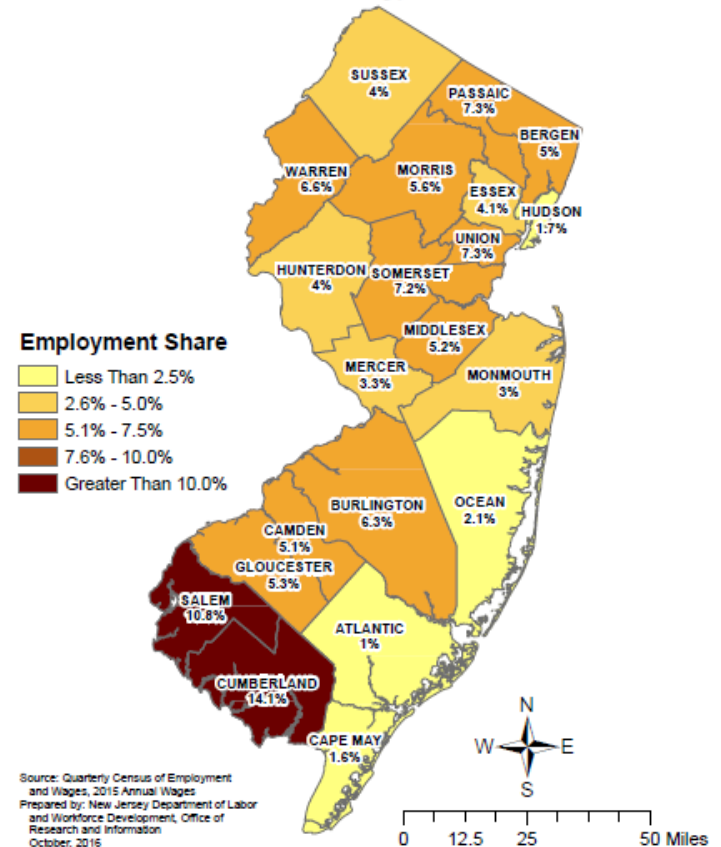 SUSSEX
4%
PASSAIC
7.3%
BERGEN
5%
WARREN
6.6%
MORRIS
5.6%
ESSEX
4.1%
HUDSON
1.7%
UNION
7.3%
HUNTERDON
4%
SOMERSET
7.2%
MIDDLESEX
5.2%
MERCER
3.3%
MONMOUTH
3%
Employment Share
Less Than 2.5%
2.6% - 5.0%
5.1% - 7.5%
7.6% - 10.0%
Greater Than 10.0%
OCEAN
2.1%
BURLINGTON
6.3%
CAMDEN
5.1%
GLOUCESTER
5.3%
SALEM
10.8%
ATLANTIC
1%
CUMBERLAND
14.1%
CAPE MAY
1.6%
N
W E
S
Source: Quarterly Census of Employment
and Wages, 2015 Annual Wages
Prepared by: New Jersey Department of Labor
and Workforce Development, Office of
Research and Information
October, 2016
0 12.5 25 50 Miles